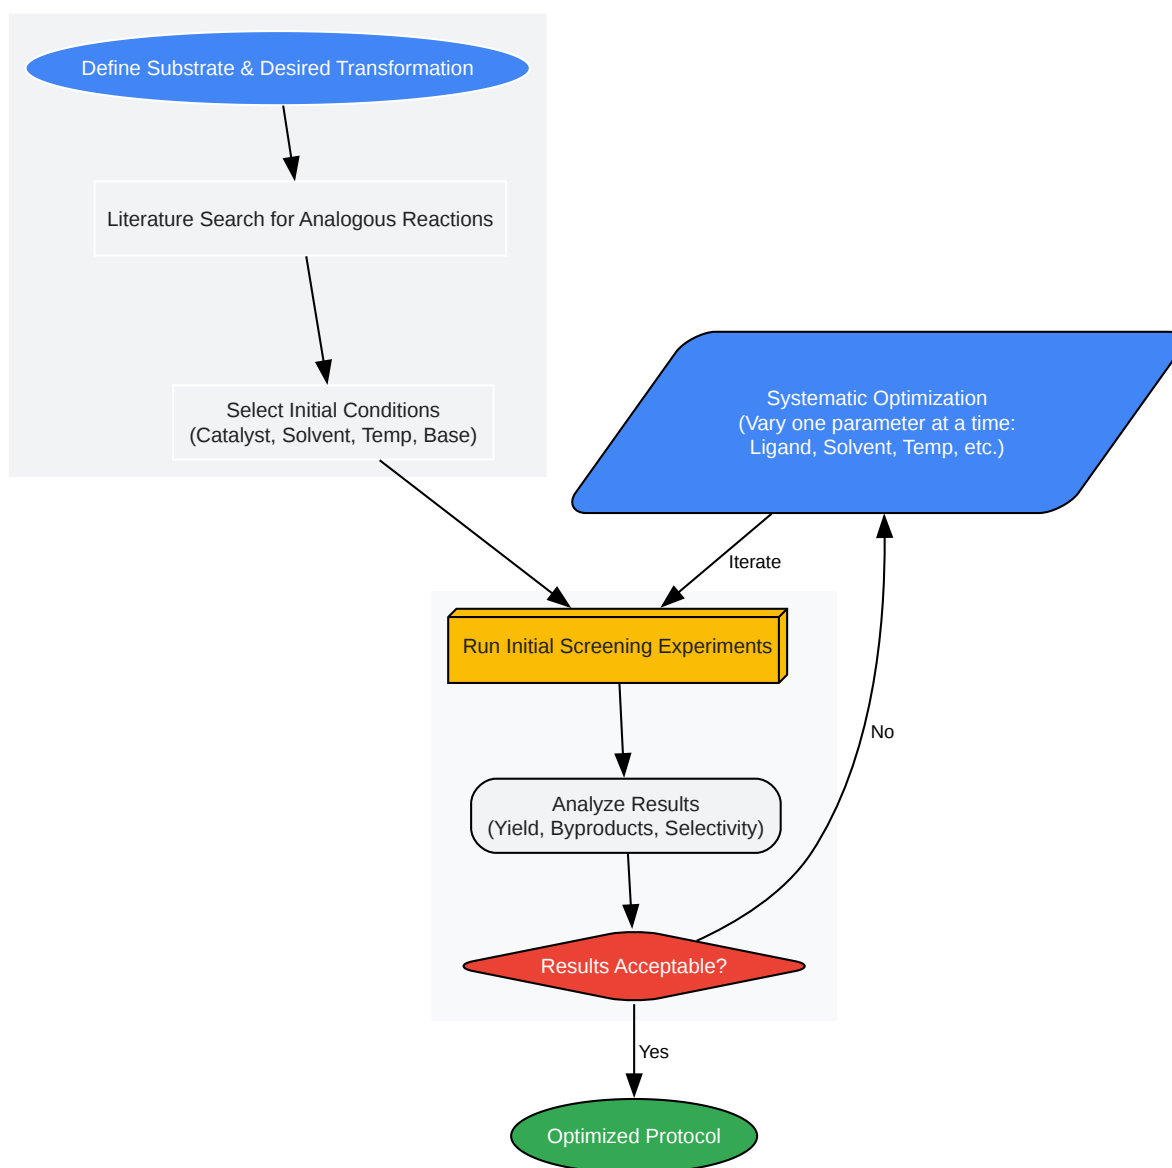 Define Substrate & Desired Transformation
Literature Search for Analogous Reactions
Select Initial Conditions
(Catalyst, Solvent, Temp, Base)
Systematic Optimization
(Vary one parameter at a time:
Ligand, Solvent, Temp, etc.)
Iterate
Run Initial Screening Experiments
No
Analyze Results
(Yield, Byproducts, Selectivity)
Results Acceptable?
Yes
Optimized Protocol